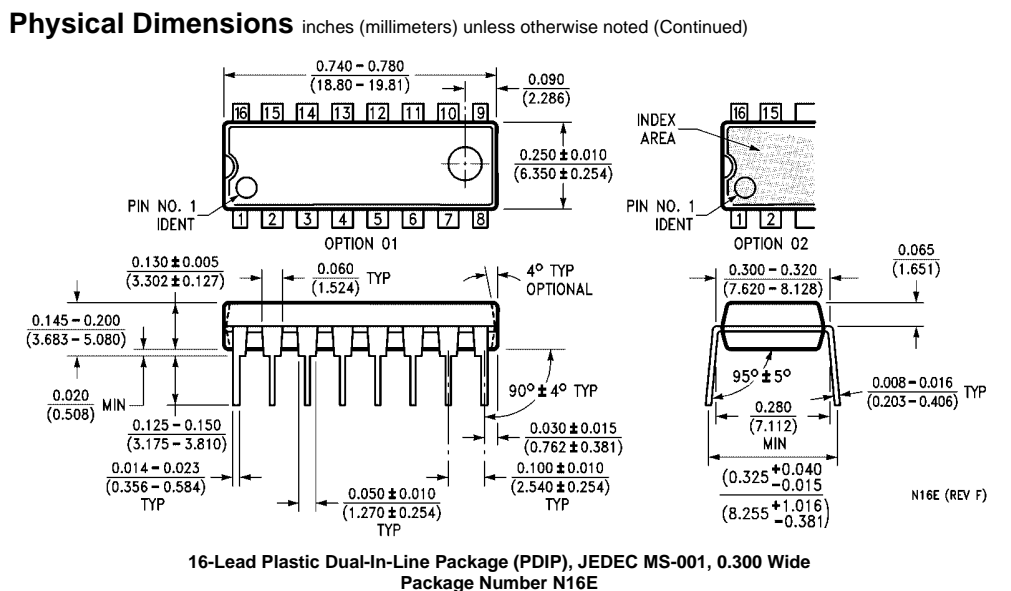 Physical Dimensions inches (millimeters) unless otherwise noted (Continued)
0.740 – 0.780
(18.80 – 19.81)
0.090
(2.286)
16 15 14 13 12 11 10 9
0.250 ± 0.010
(6.350 ± 0.254)
PIN NO. 1
IDENT
1 2 3 4 5 6 7 8
OPTION 01
16 15
INDEX
AREA
PIN NO. 1
IDENT
1 2
OPTION 02
0.130 ± 0.005
(3.302 ± 0.127)
0.060
(1.524)
TYP
4° TYP
OPTIONAL
0.300 – 0.320
(7.620 – 8.128)
0.065
(1.651)
0.145 – 0.200
(3.683 – 5.080)
0.020
(0.508)
MIN
0.125 – 0.150
(3.175 – 3.810)
0.014 – 0.023
(0.356 – 0.584)
TYP
0.050 ± 0.010
(1.270 ± 0.254)
TYP
90° ± 4° TYP
0.030 ± 0.015
(0.762 ± 0.381)
0.100 ± 0.010
(2.540 ± 0.254)
TYP
95° ± 5°
0.008 – 0.016
(0.203 – 0.406)
TYP
0.280
(7.112)
MIN
(0.325 +0.040
–0.015
(8.255 +1.016
–0.381)
N16E (REV F)
16-Lead Plastic Dual-In-Line Package (PDIP), JEDEC MS-001, 0.300 Wide
Package Number N16E